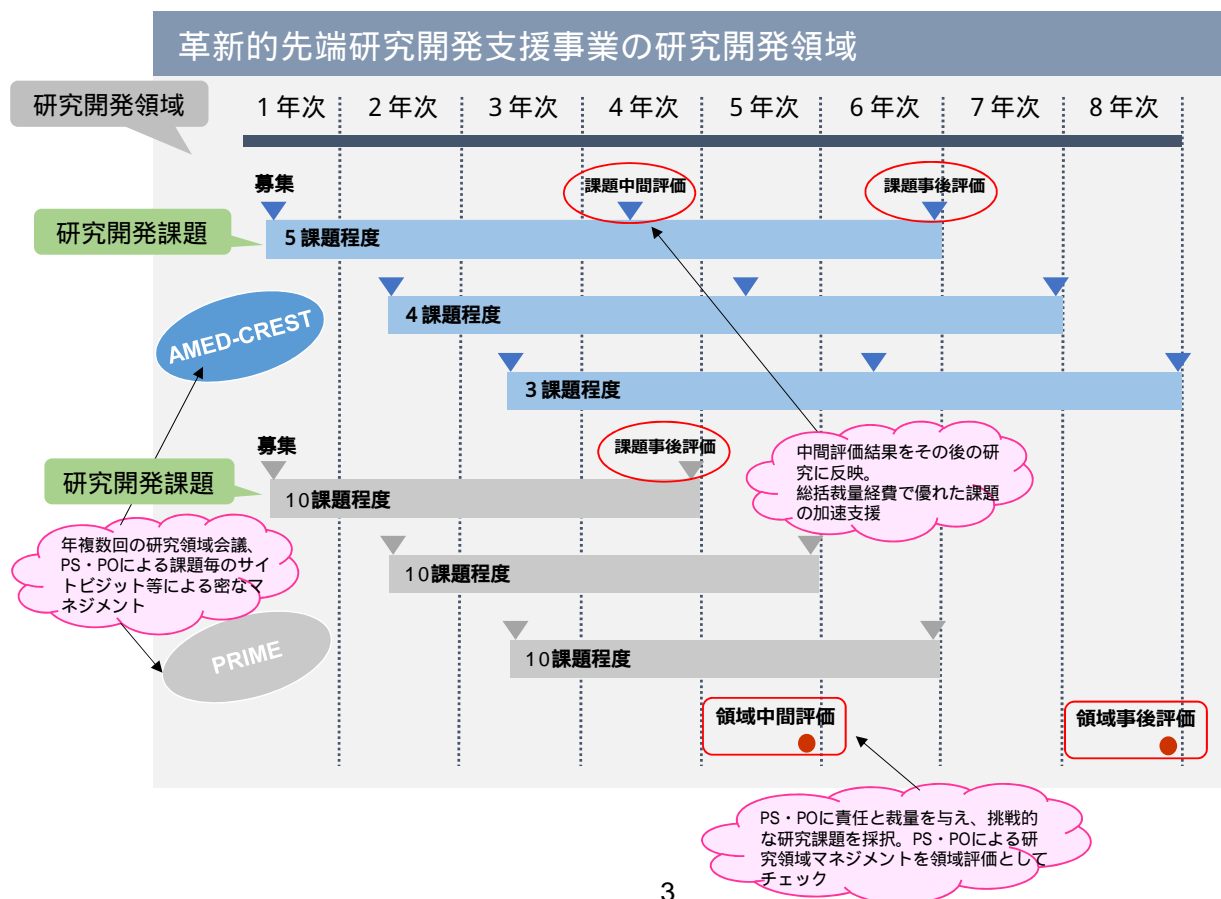 革新的先端研究開発支援事業の研究開発領域
研究開発領域
1 年次
2 年次
3 年次
4 年次
5 年次
6 年次
7 年次
8 年次
募集
課題中間評価
課題事後評価
研究開発課題
5 課題程度
4 課題程度
AMED-CREST
3 課題程度
募集
課題事後評価
中間評価結果をその後の研
究に反映。
総括裁量経費で優れた課題
の加速支援
研究開発課題
10課題程度
年複数回の研究領域会議、
PS・POによる課題毎のサイ
トビジット等による密なマ
ネジメント
10課題程度
PRIME
10課題程度
領域中間評価
領域事後評価
PS・POに責任と裁量を与え、挑戦的
な研究課題を採択。PS・POによる研
究領域マネジメントを領域評価として
チェック
3